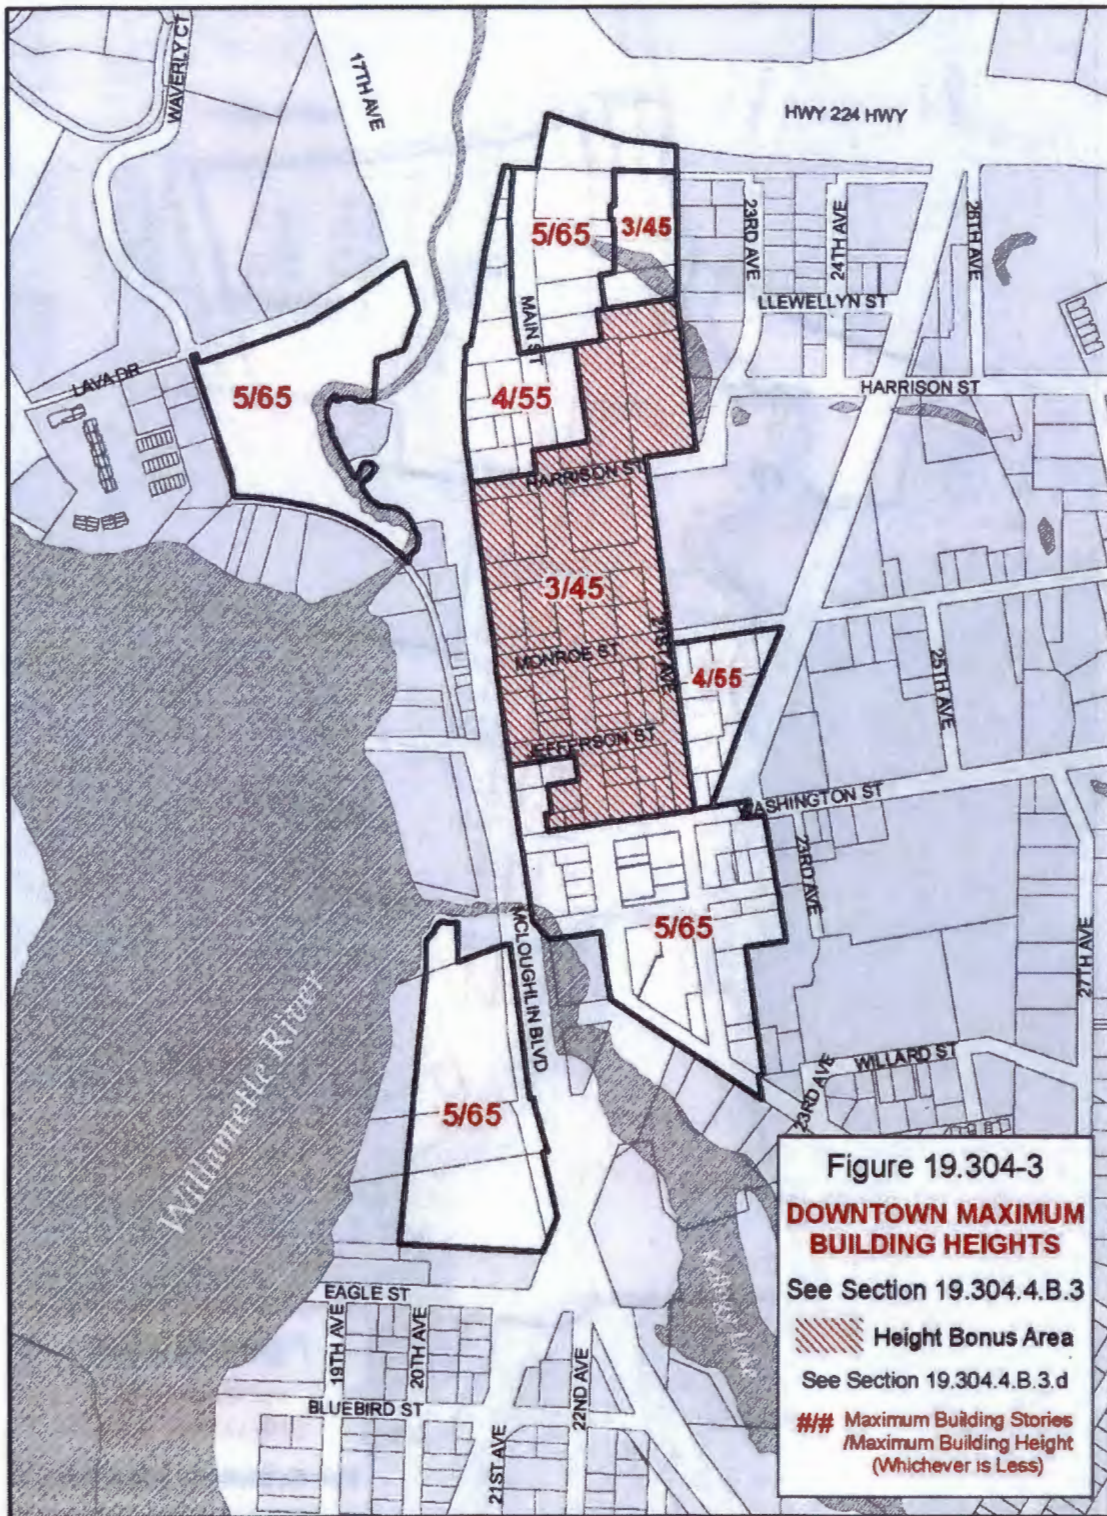 WAVERLY CT
17TH AVE
HWY 224 HWY
5/65
3/45
23RD AVE
24TH AVE
26TH AVE
LLEWELLYN ST
MAIN ST
LAVA DR
5/65
4/55
HARRISON ST
HARRISON ST
3/45
21ST AVE
MONROE ST
4/55
25TH AVE
JEFFERSON ST
WASHINGTON ST
23RD AVE
5/65
MCLOUGHLIN BLVD
27TH AVE
Willamette River
WILLARD ST
23RD AVE
5/65
Kellogg Lake
EAGLE ST
19TH AVE
20TH AVE
22ND AVE
BLUEBIRD ST
21ST AVE
Figure 19.304-3
DOWNTOWN MAXIMUM
BUILDING HEIGHTS
See Section 19.304.4.B.3
Height Bonus Area
See Section 19.304.4.B.3.d
#/# Maximum Building Stories
/Maximum Building Height
(Whichever is Less)